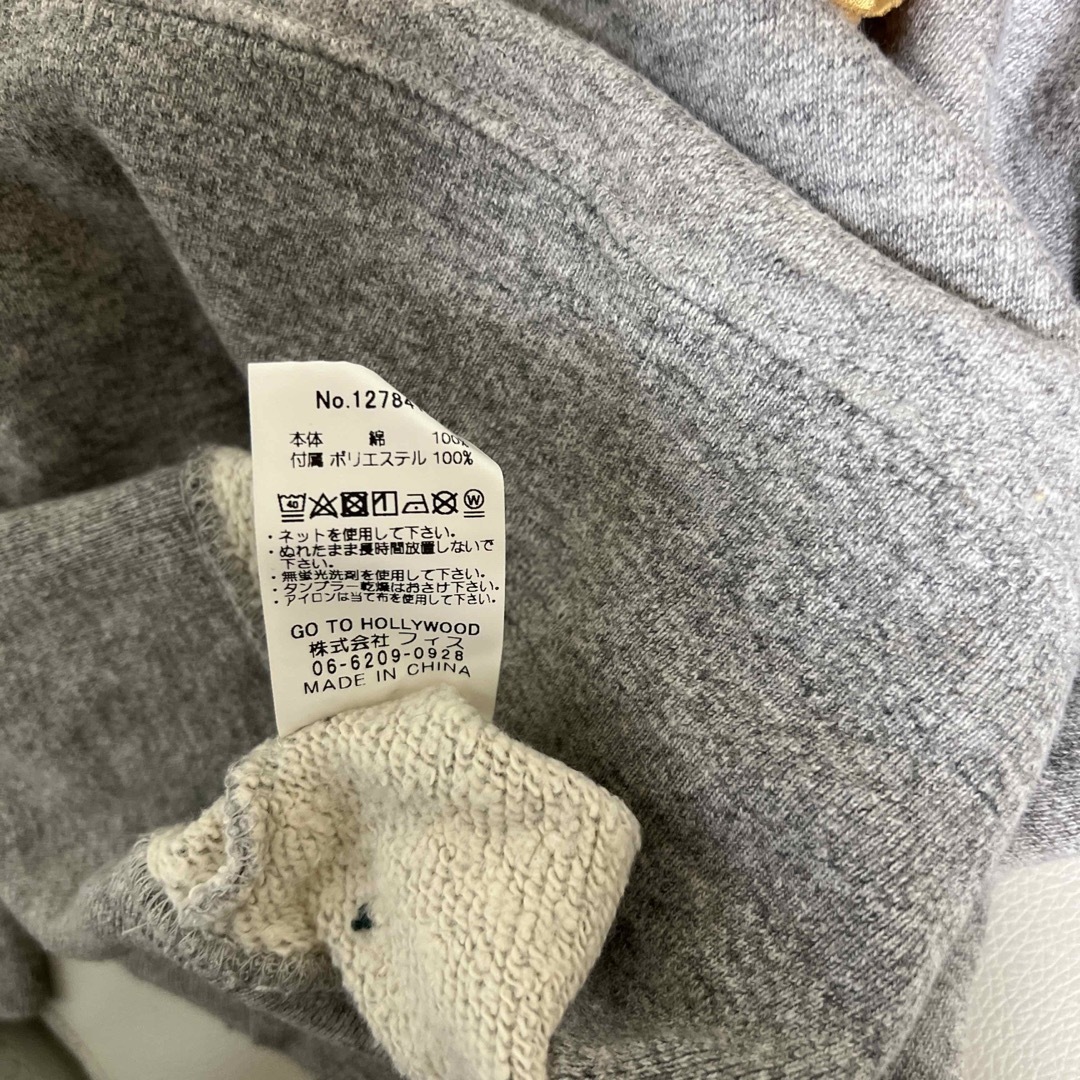 No.12784
本体 綿 100%
付属 ポリエステル 100%
40 W
・ネットを使用して下さい。
・ぬれたまま長時間放置しないで
下さい。
・無蛍光洗剤を使用して下さい。
・タンブラー乾燥はおさけ下さい。
・アイロンは当て布を使用して下さい。
GO TO HOLLYWOOD
株式会社 フィス
06-6209-0928
MADE IN CHINA